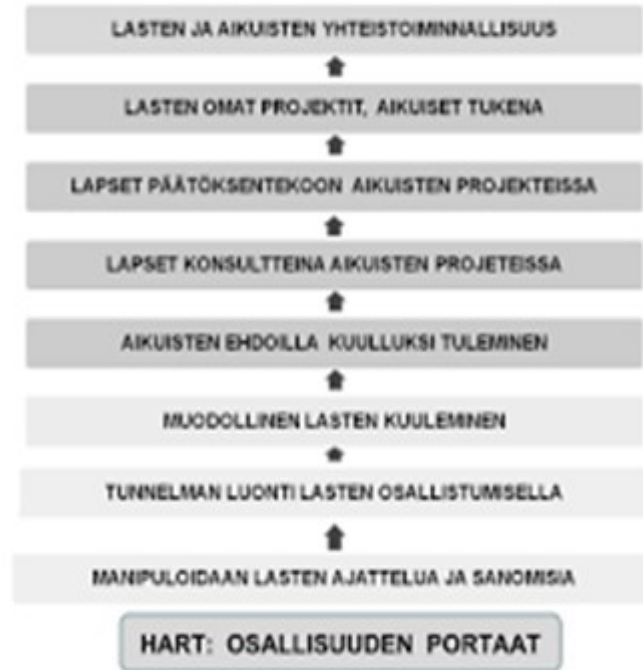 LASTEN JA AIKUISTEN YHTEISTOIMINNALLISUUS
LASTEN OMAT PROJEKTIT, AIKUISET TUKENA
LAPSET PÄÄTÖKSENTEKOON AIKUISTEN PROJEKTEISSA
LAPSET KONSULTTEINA AIKUISTEN PROJETEISSA
AIKUISTEN EHDOILLA KUULLUKSI TULEMINEN
MUODOLLINEN LASTEN KUULEMINEN
TUNNELMAN LUONTI LASTEN OSALLISTUMISELLA
MANIPULOIDAAN LASTEN AJATTELUA JA SANOMISIA
HART: OSALLISUUDEN PORTAAT